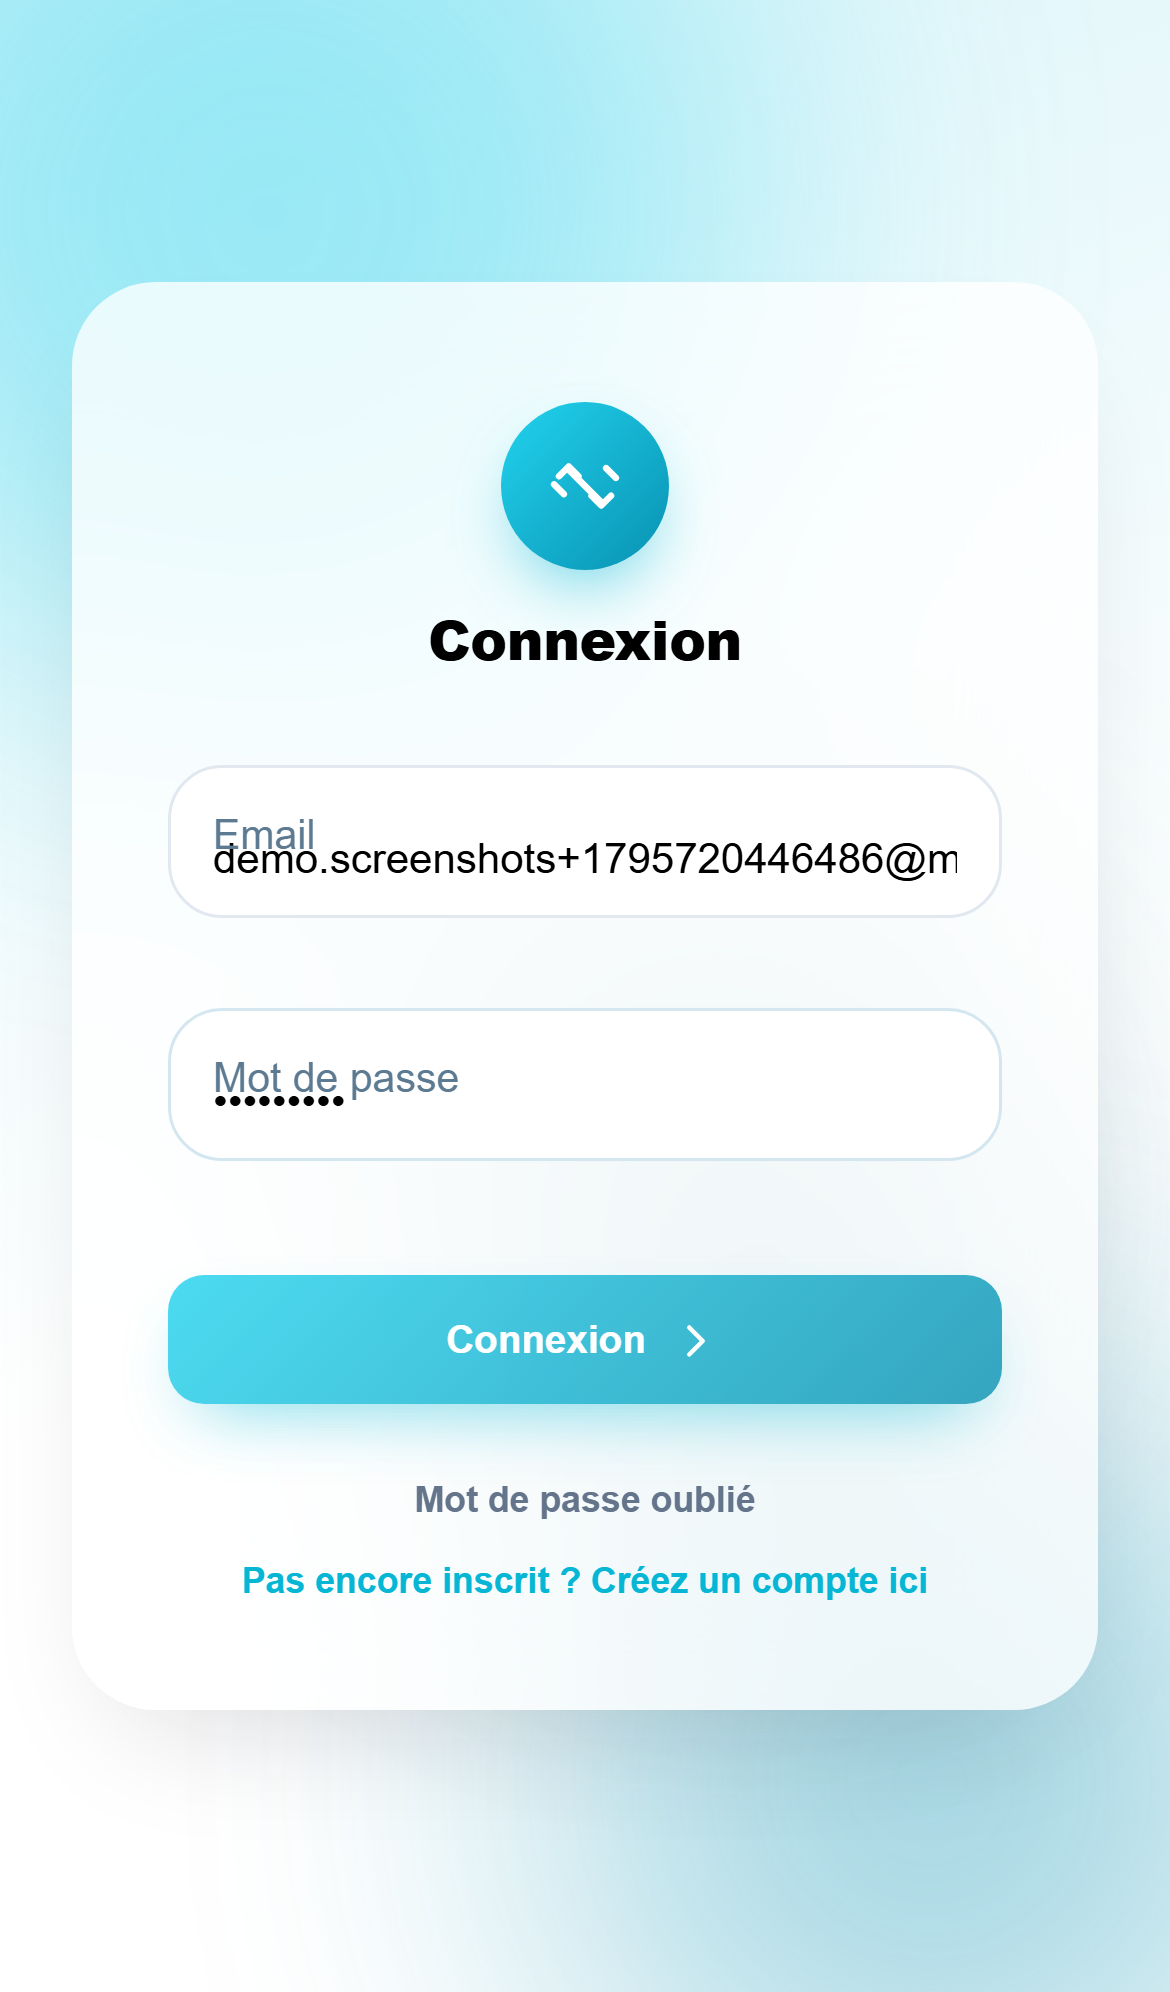 Connexion
Email
demo.screenshots+1795720446486@m
Mot de passe
•••••••••
Connexion
Mot de passe oublié
Pas encore inscrit ? Créez un compte ici